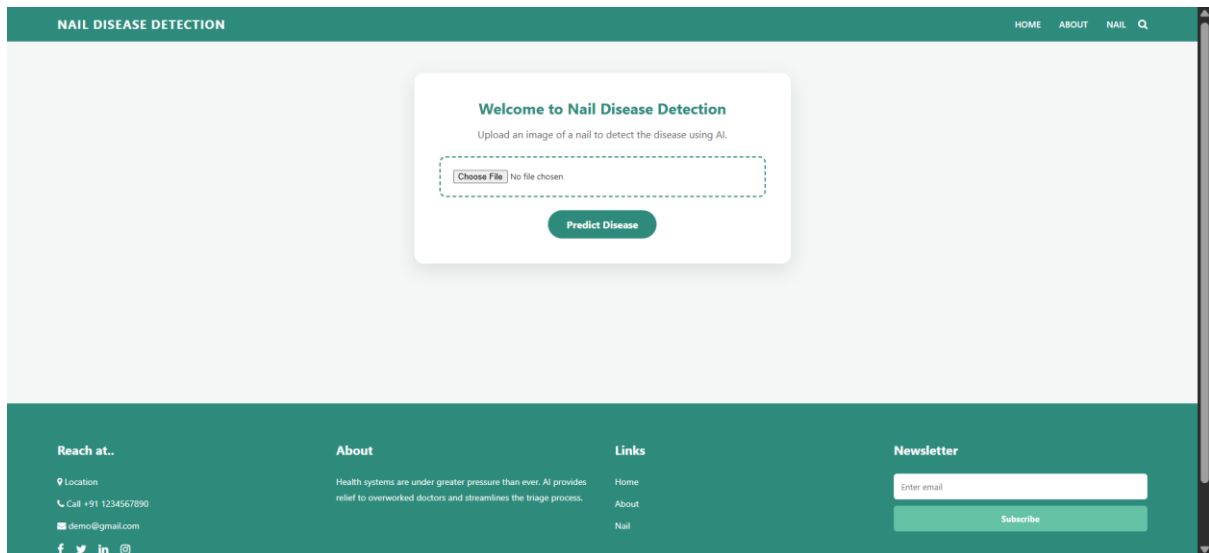 NAIL DISEASE DETECTION
HOME ABOUT NAIL
Welcome to Nail Disease Detection
Upload an image of a nail to detect the disease using AI.
Choose File No file chosen
Predict Disease
Reach at..
Location
Call +91 1234567890
demo@gmail.com
About
Health systems are under greater pressure than ever. AI provides
relief to overworked doctors and streamlines the triage process.
Links
Home
About
Nail
Newsletter
Enter email
Subscribe